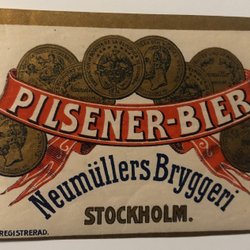 PILSENER-BIER
Neumüllers Bryggeri
STOCKHOLM.
REGISTRERAD.